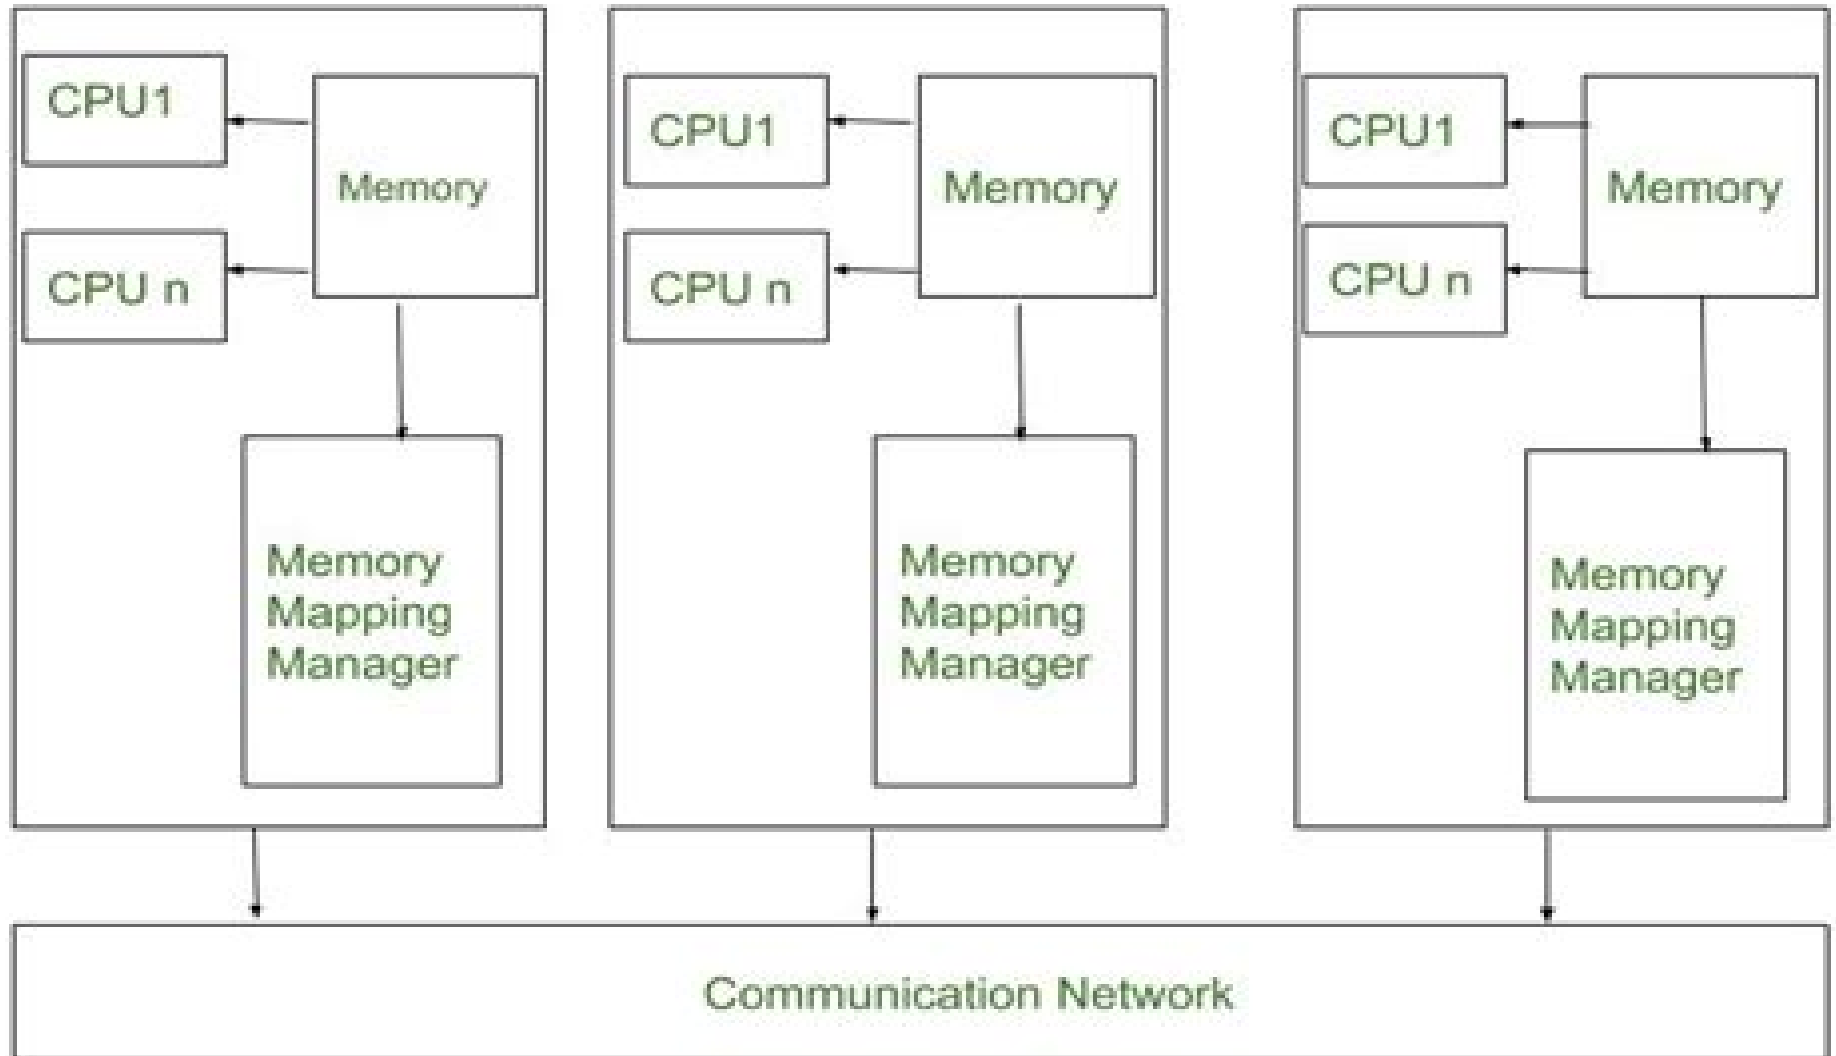 CPU1
Memory
CPU n
Memory
Mapping
Manager
CPU1
Memory
CPU n
Memory
Mapping
Manager
CPU1
Memory
CPU n
Memory
Mapping
Manager
Communication Network